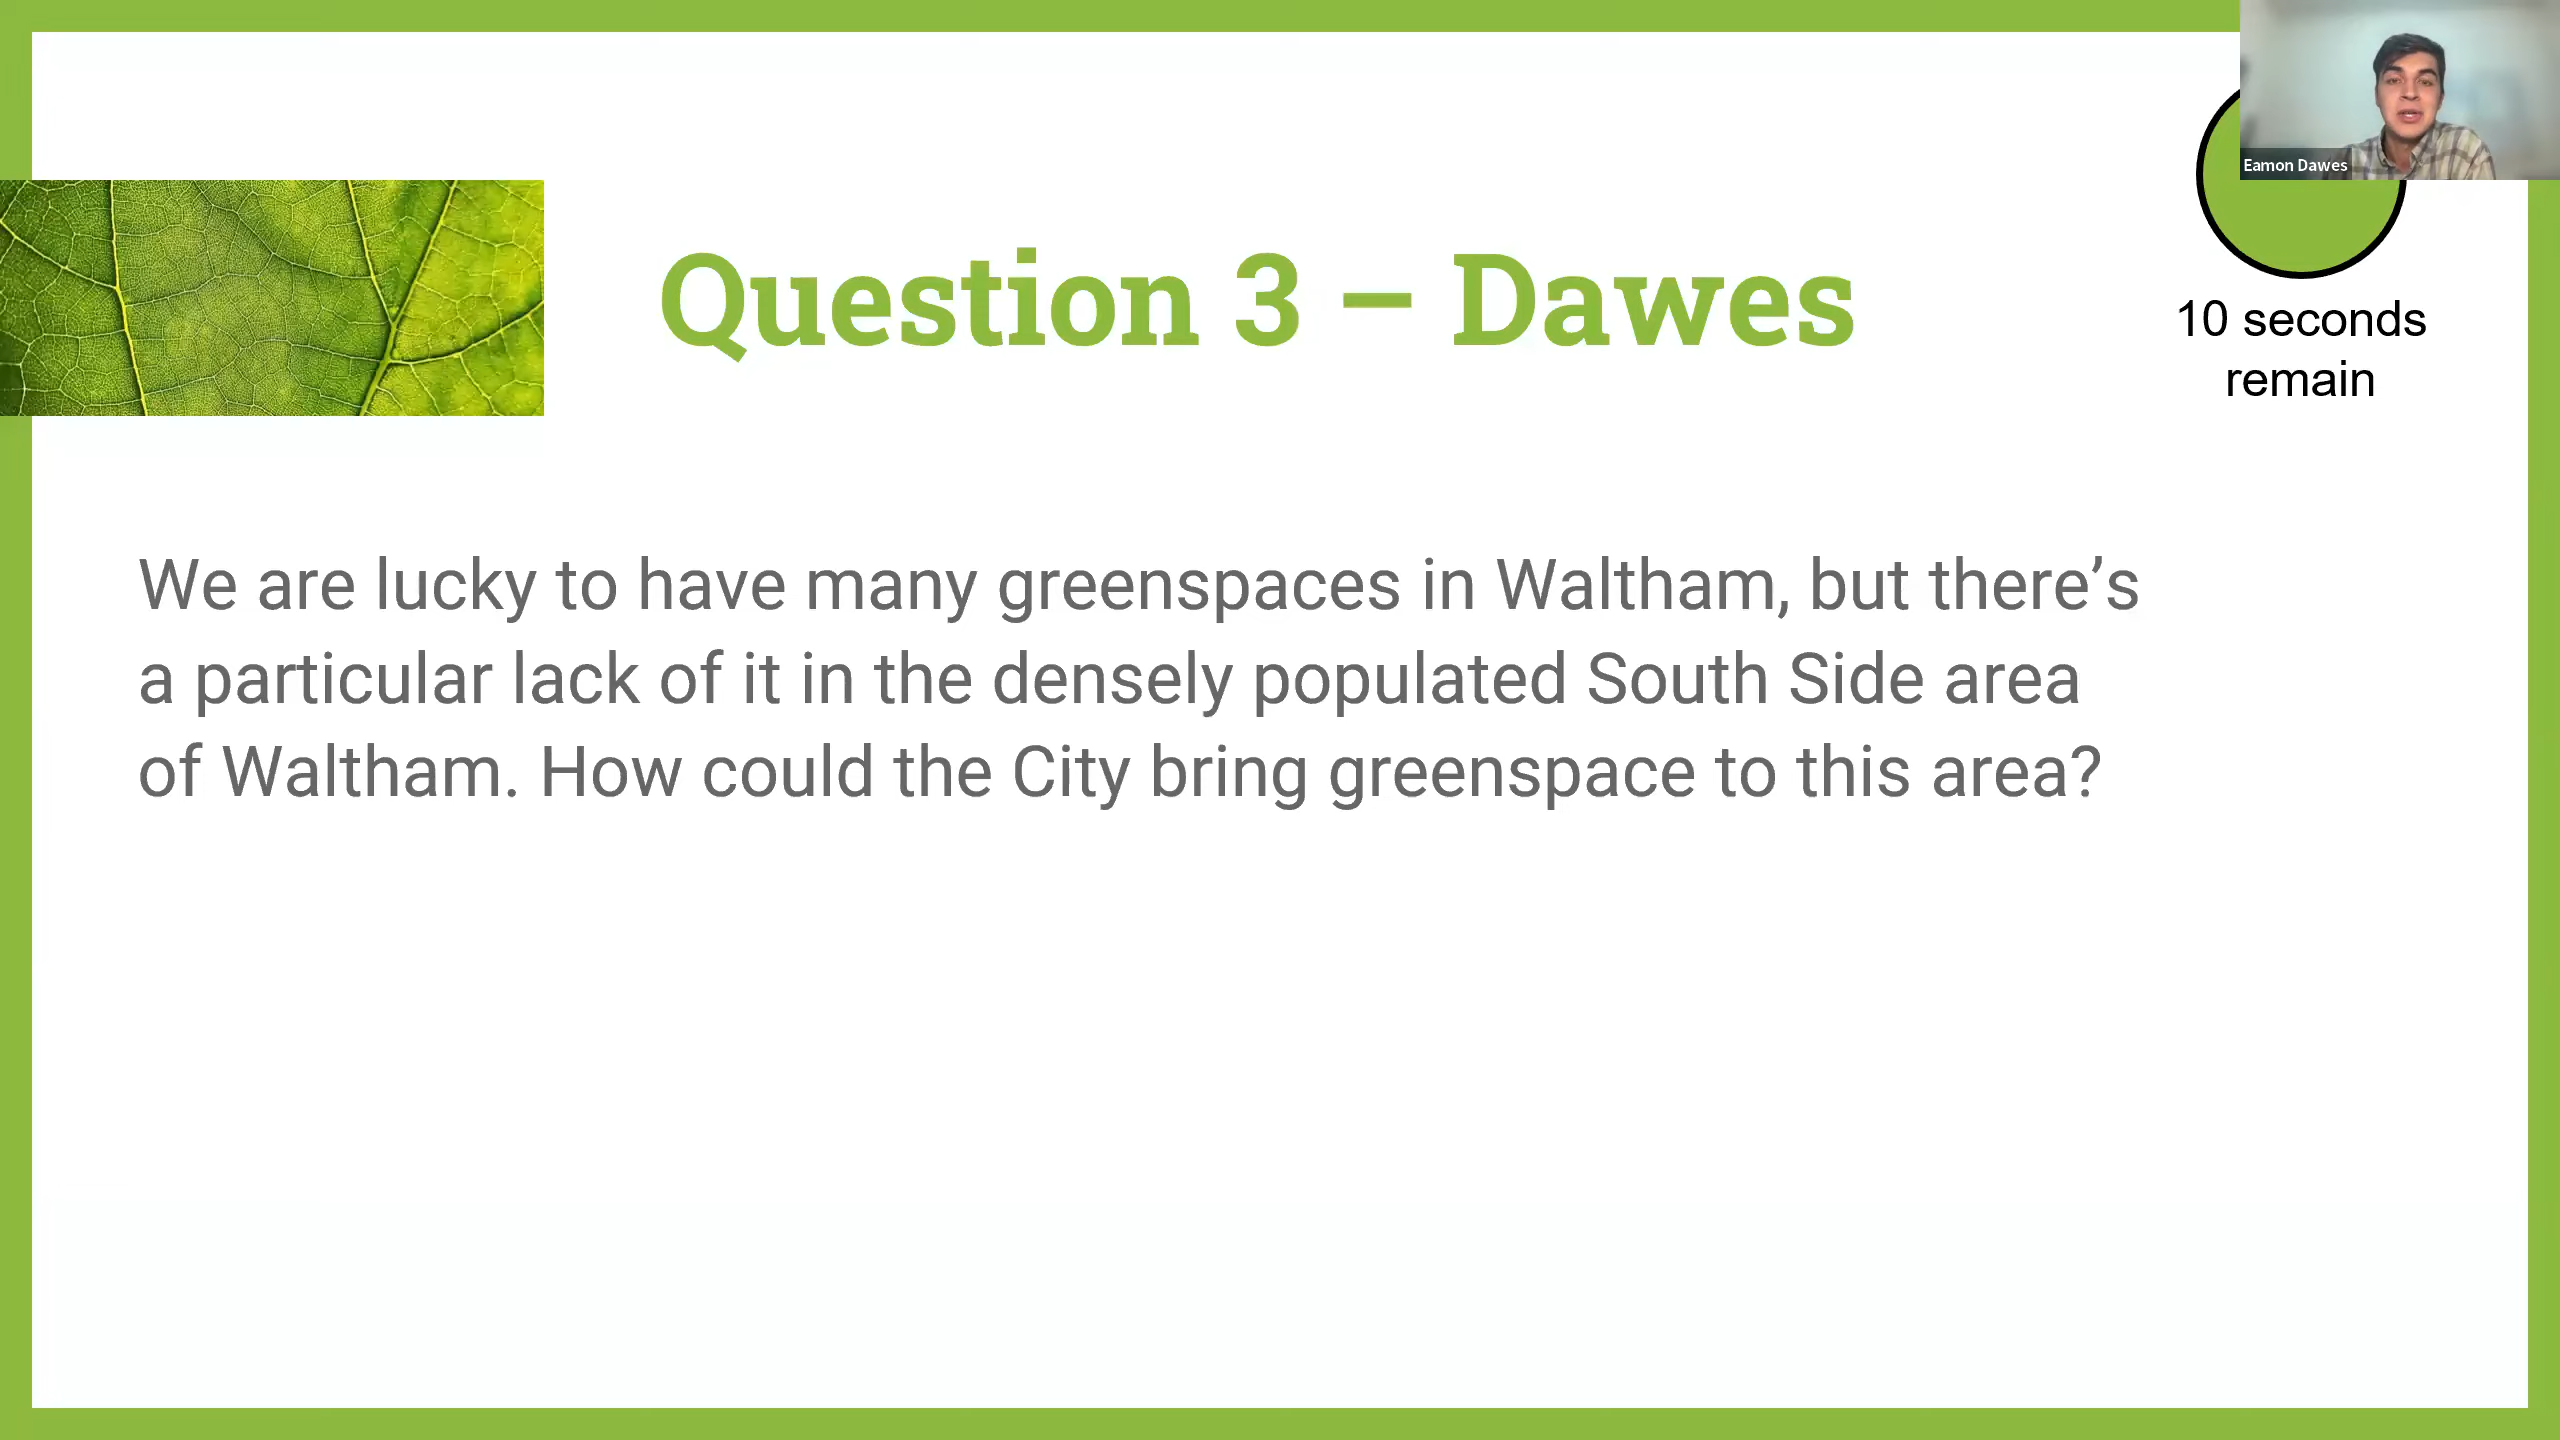 Eamon Dawes
Question 3 – Dawes
10 seconds
remain
We are lucky to have many greenspaces in Waltham, but there’s
a particular lack of it in the densely populated South Side area
of Waltham. How could the City bring greenspace to this area?